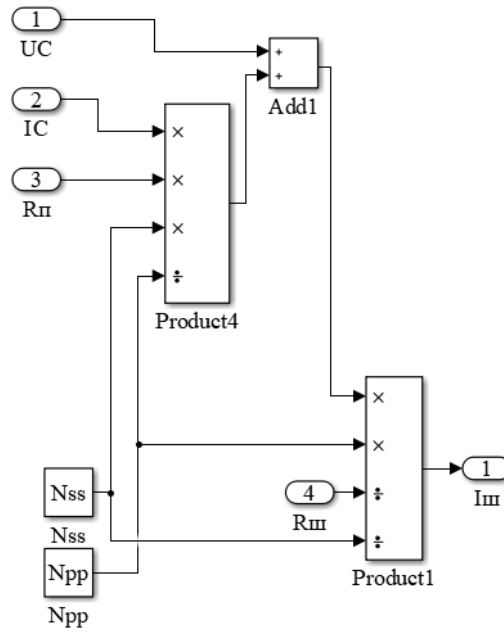 1
UC
2
IC
3
Rп
+
+
Add1
×
×
×
÷
Product4
Nss
Nss
Npp
Npp
4
Rш
×
×
÷
÷
Product1
1
Iш